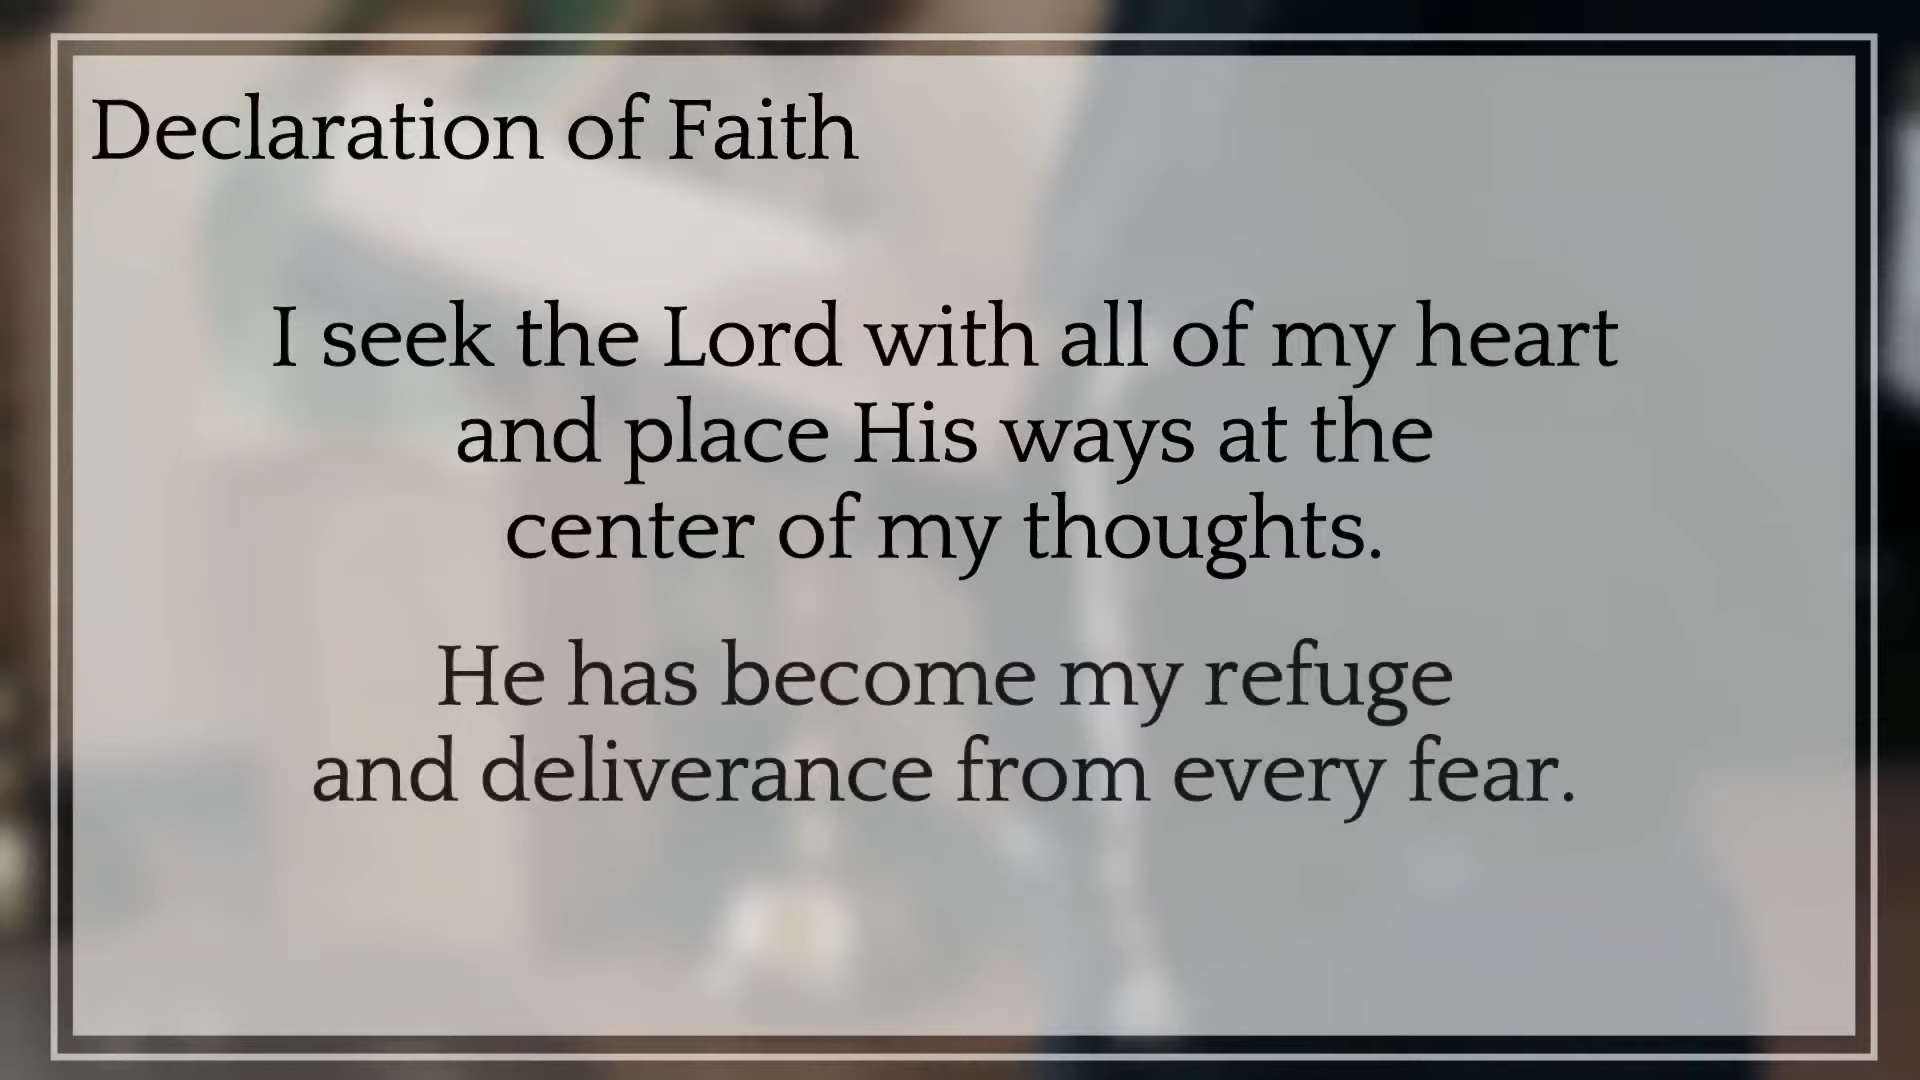 Declaration of Faith
I seek the Lord with all of my heart
and place His ways at the
center of my thoughts.
He has become my refuge
and deliverance from every fear.